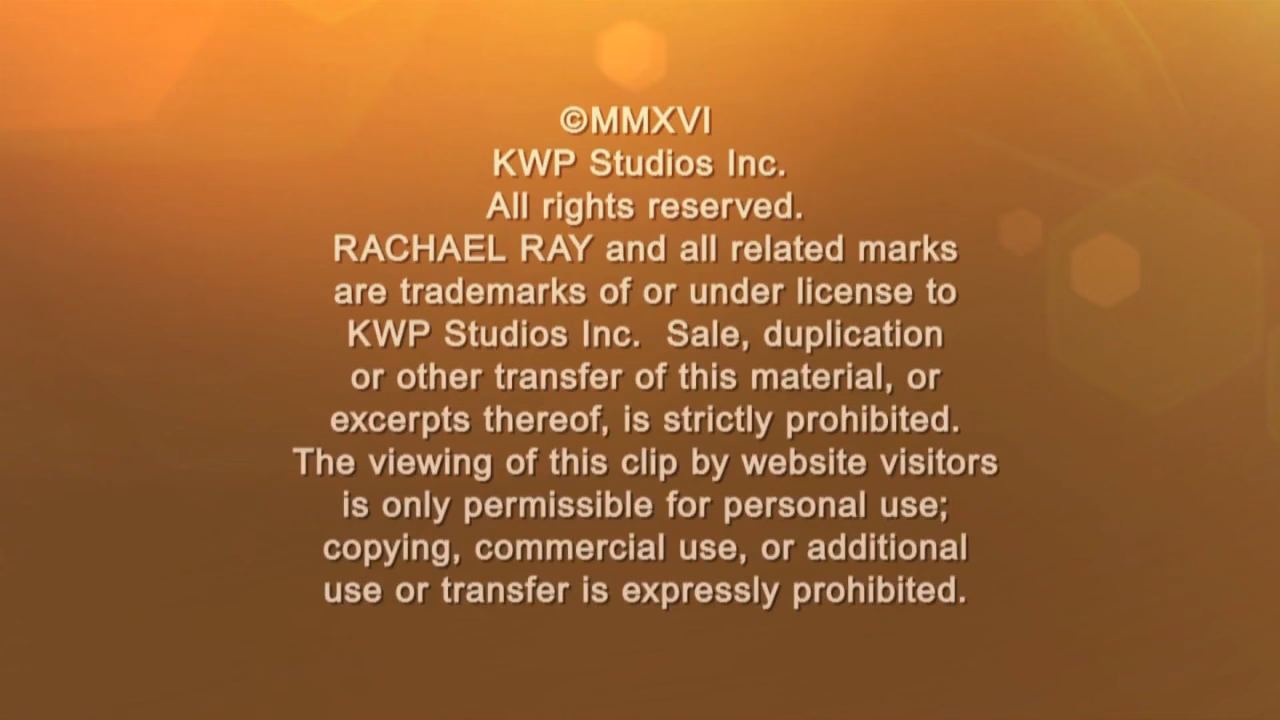 ©MMXVI
KWP Studios Inc.
All rights reserved.
RACHAEL RAY and all related marks
are trademarks of or under license to
KWP Studios Inc.  Sale, duplication
or other transfer of this material, or
excerpts thereof, is strictly prohibited.
The viewing of this clip by website visitors
is only permissible for personal use;
copying, commercial use, or additional
use or transfer is expressly prohibited.